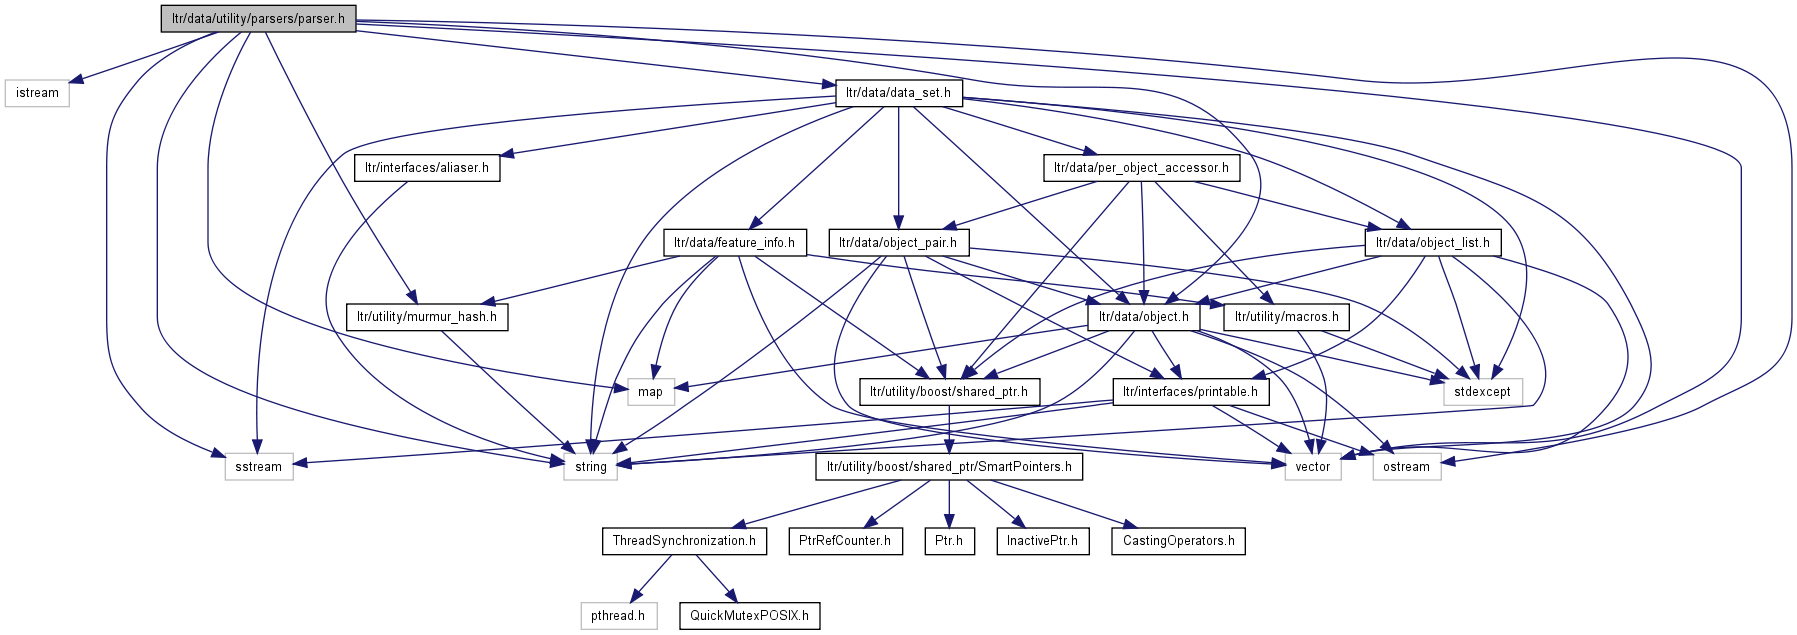 ltr/data/utility/parsers/parser.h
istream
ltr/data/data_set.h
ltr/interfaces/aliaser.h
ltr/data/per_object_accessor.h
ltr/data/feature_info.h
ltr/data/object_pair.h
ltr/data/object_list.h
ltr/utility/murmur_hash.h
ltr/data/object.h
ltr/utility/macros.h
map
ltr/utility/boost/shared_ptr.h
ltr/interfaces/printable.h
stdexcept
sstream
string
ltr/utility/boost/shared_ptr/SmartPointers.h
vector
ostream
ThreadSynchronization.h
PtrRefCounter.h
Ptr.h
InactivePtr.h
CastingOperators.h
pthread.h
QuickMutexPOSIX.h